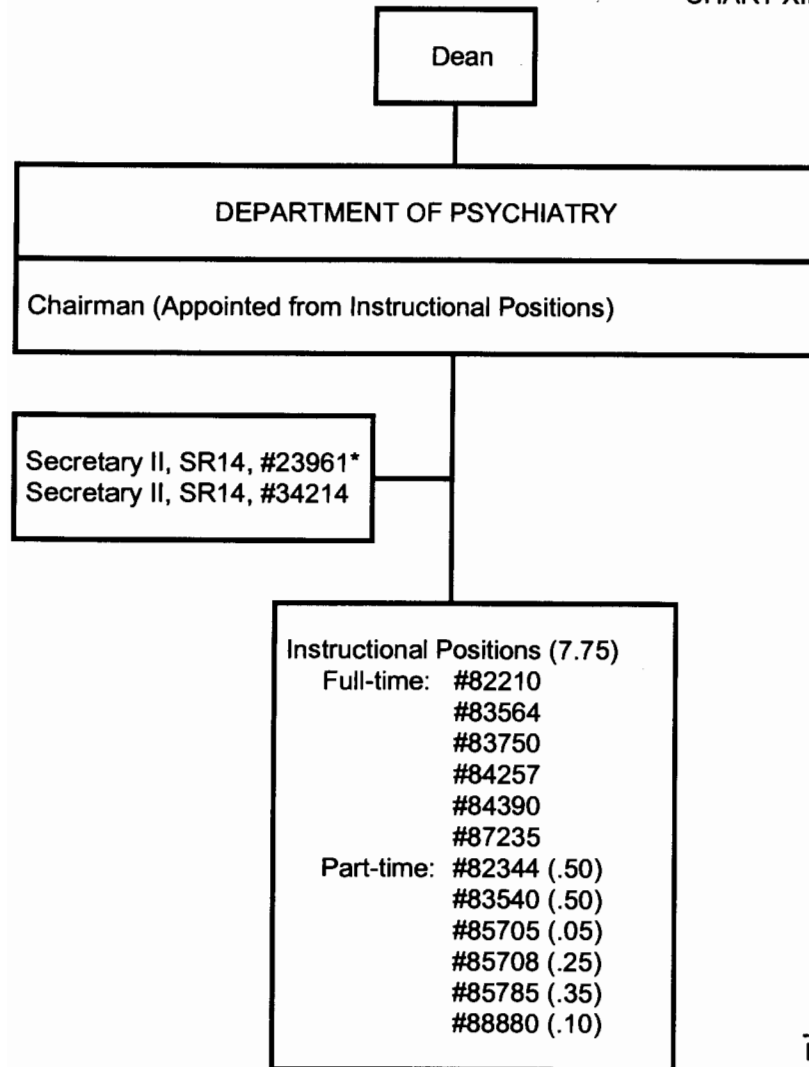 Dean
DEPARTMENT OF PSYCHIATRY
Chairman (Appointed from Instructional Positions)
Secretary II, SR14, #23961*
Secretary II, SR14, #34214
Instructional Positions (7.75)
Full-time: #82210
#83564
#83750
#84257
#84390
#87235
Part-time: #82344 (.50)
#83540 (.50)
#85705 (.05)
#85708 (.25)
#85785 (.35)
#88880 (.10)